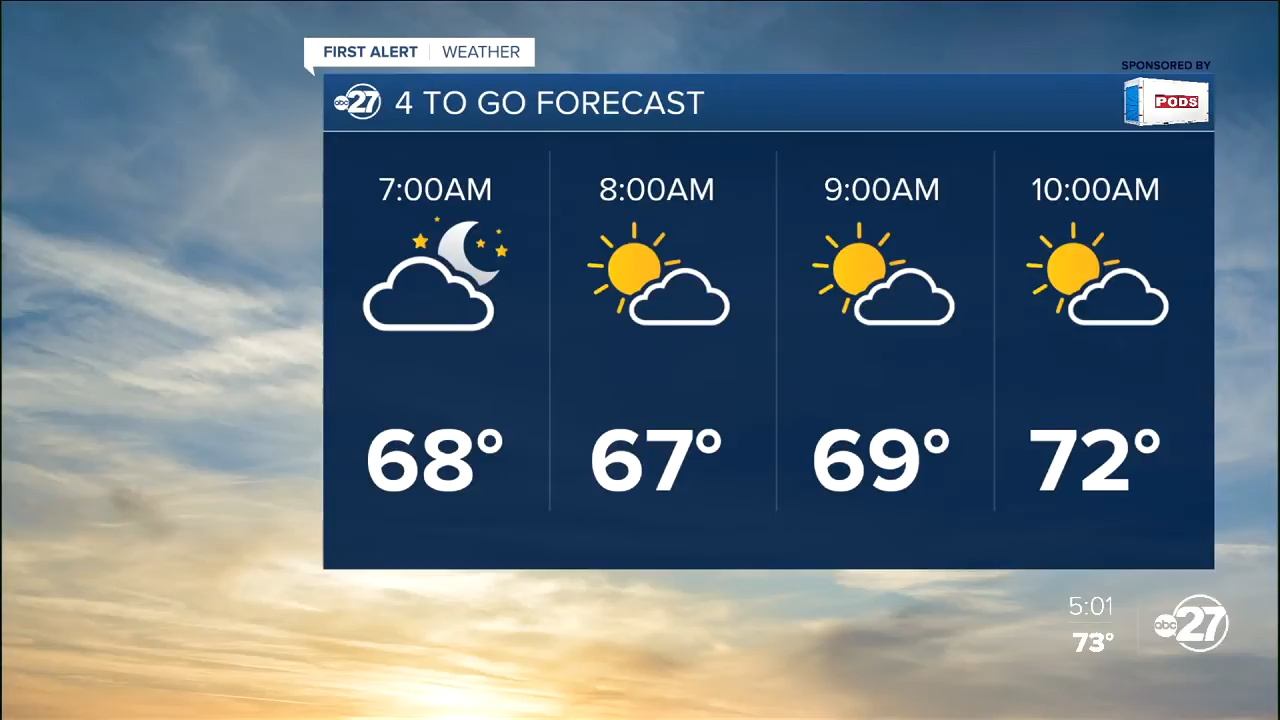 FIRST ALERT WEATHER
SPONSORED BY
PODS
abc 27 4 TO GO FORECAST
7:00AM 8:00AM 9:00AM 10:00AM
68° 67° 69° 72°
5:01
73°
abc 27